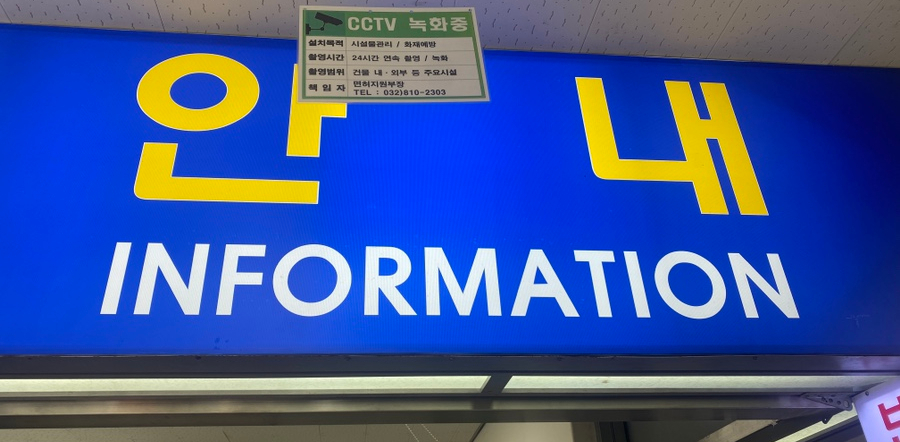 CCTV 녹화중
설치목적 시설물관리 / 화재예방
촬영시간 24시간 연속 촬영 / 녹화
촬영범위 건물 내·외부 등 주요시설
책임자 면허지원부장
TEL : 032)810-2303
안 내
INFORMATION